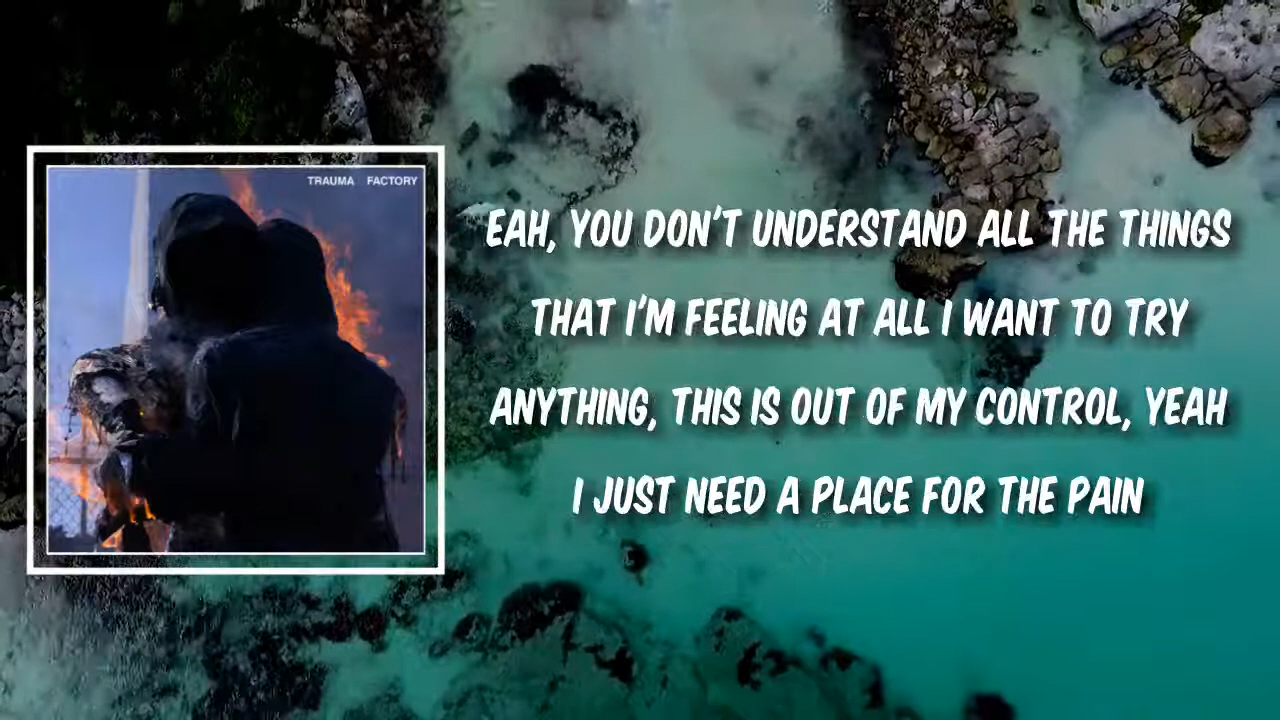 TRAUMA FACTORY
EAH, YOU DON'T UNDERSTAND ALL THE THINGS
THAT I'M FEELING AT ALL I WANT TO TRY
ANYTHING, THIS IS OUT OF MY CONTROL, YEAH
I JUST NEED A PLACE FOR THE PAIN